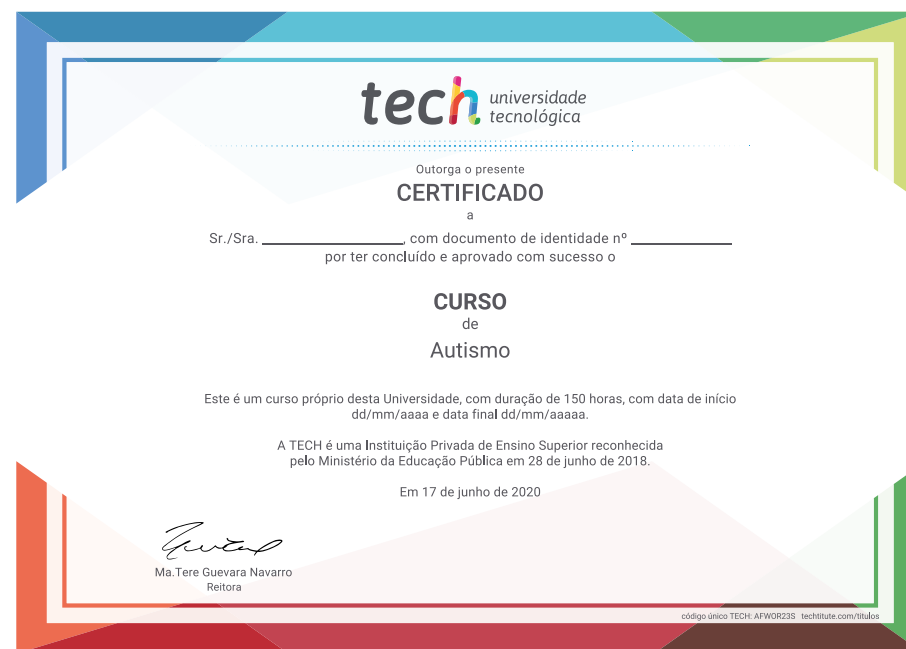 tech universidade
tecnológica
Outorga o presente
CERTIFICADO
a
Sr./Sra. ____________________, com documento de identidade nº ______________
por ter concluído e aprovado com sucesso o
CURSO
de
Autismo
Este é um curso próprio desta Universidade, com duração de 150 horas, com data de início
dd/mm/aaaa e data final dd/mm/aaaaa.
A TECH é uma Instituição Privada de Ensino Superior reconhecida
pelo Ministério da Educação Pública em 28 de junho de 2018.
Em 17 de junho de 2020
Ma.Tere Guevara Navarro
Reitora
código único TECH: AFWOR23S techtitute.com/titulos